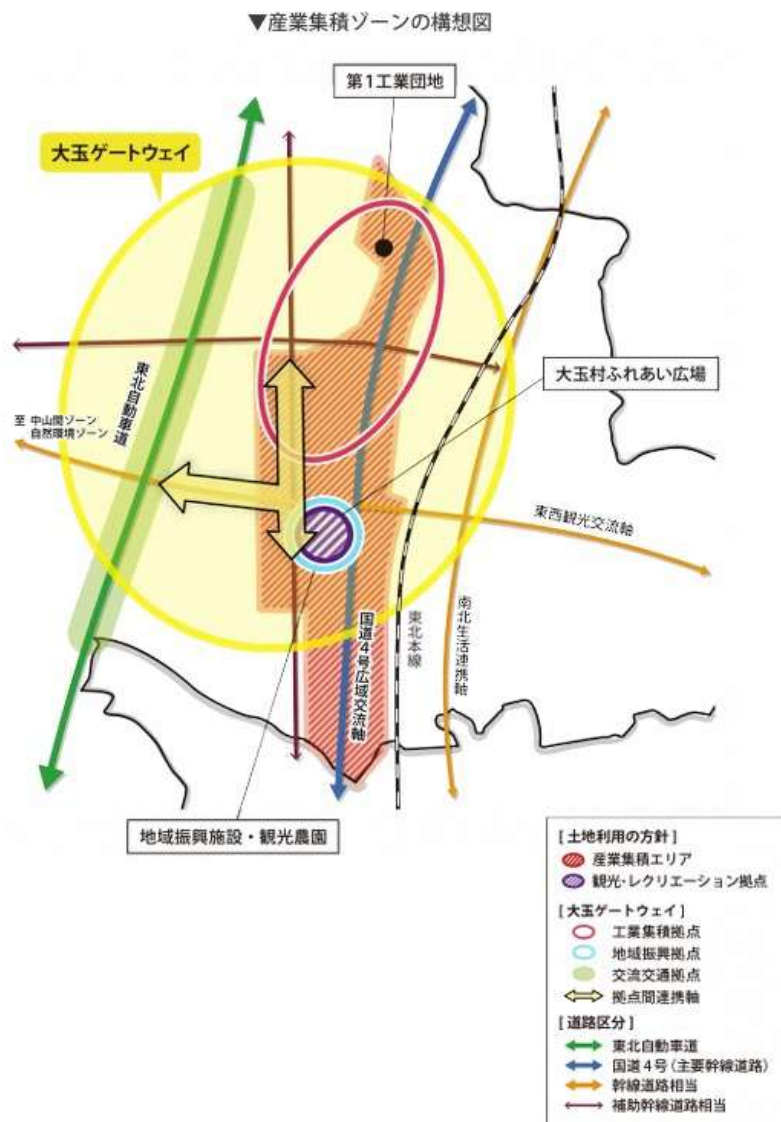 ▼産業集積ゾーンの構想図
第1工業団地
大玉ゲートウェイ
大玉村ふれあい広場
東北自動車道
至 中山間ゾーン
自然環境ゾーン
東西観光交流軸
国道4号広域交流軸
東北本線
南北生活連携軸
地域振興施設・観光農園
[土地利用の方針]
産業集積エリア
観光・レクリエーション拠点
[大玉ゲートウェイ]
工業集積拠点
地域振興拠点
交流交通拠点
拠点間連携軸
[道路区分]
東北自動車道
国道4号(主要幹線道路)
幹線道路相当
補助幹線道路相当